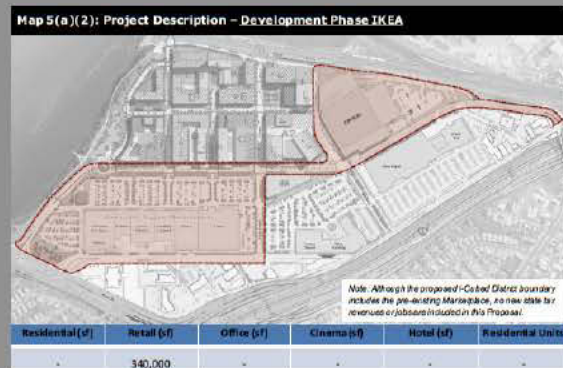 Map 5(a)(2): Project Description – Development Phase IKEA
Note: Although the proposed I-Cubed District boundary
includes the pre-existing Marketplace, no new state tax
revenues or jobs are included in this Proposal.
Residential (sf) Retail (sf) Office (sf) Cinema (sf) Hotel (sf) Residential Units
- 340,000 - - - -